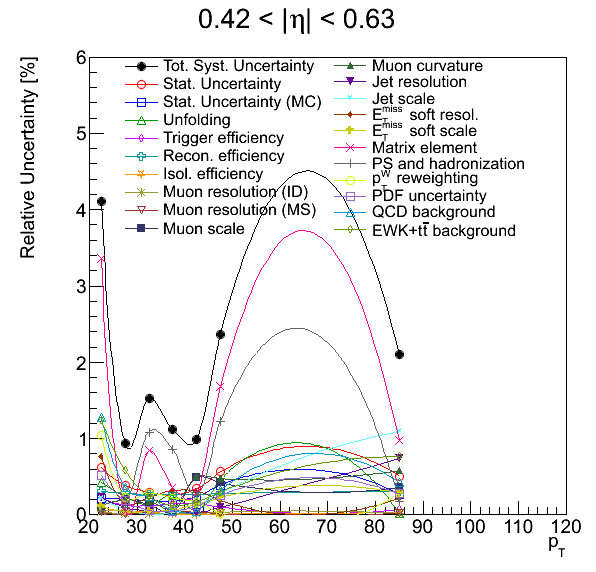 0.42 < |η| < 0.63
Relative Uncertainty [%]
6
5
4
3
2
1
0
Tot. Syst. Uncertainty
Stat. Uncertainty
Stat. Uncertainty (MC)
Unfolding
Trigger efficiency
Recon. efficiency
Isol. efficiency
Muon resolution (ID)
Muon resolution (MS)
Muon scale
Muon curvature
Jet resolution
Jet scale
E_T^miss soft resol.
E_T^miss soft scale
Matrix element
PS and hadronization
p_T^W reweighting
PDF uncertainty
QCD background
EWK+tt̄ background
20 30 40 50 60 70 80 90 100 110 120
p_T